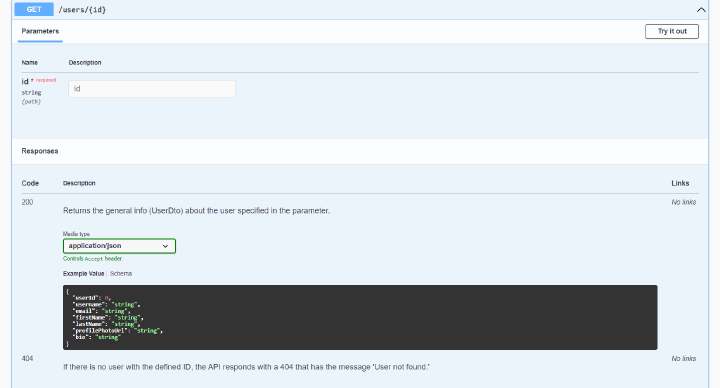 GET /users/{id}
Parameters
Try it out
Name Description
id * required
string
(path)
id
Responses
Code Description Links
200 No links
Returns the general info (UserDto) about the user specified in the parameter.
Media type
application/json
Controls Accept header.
Example Value | Schema
{
"userId": 0,
"username": "string",
"email": "string",
"firstName": "string",
"lastName": "string",
"profilePhotoUrl": "string",
"bio": "string"
}
404 No links
If there is no user with the defined ID, the API responds with a 404 that has the message 'User not found.'